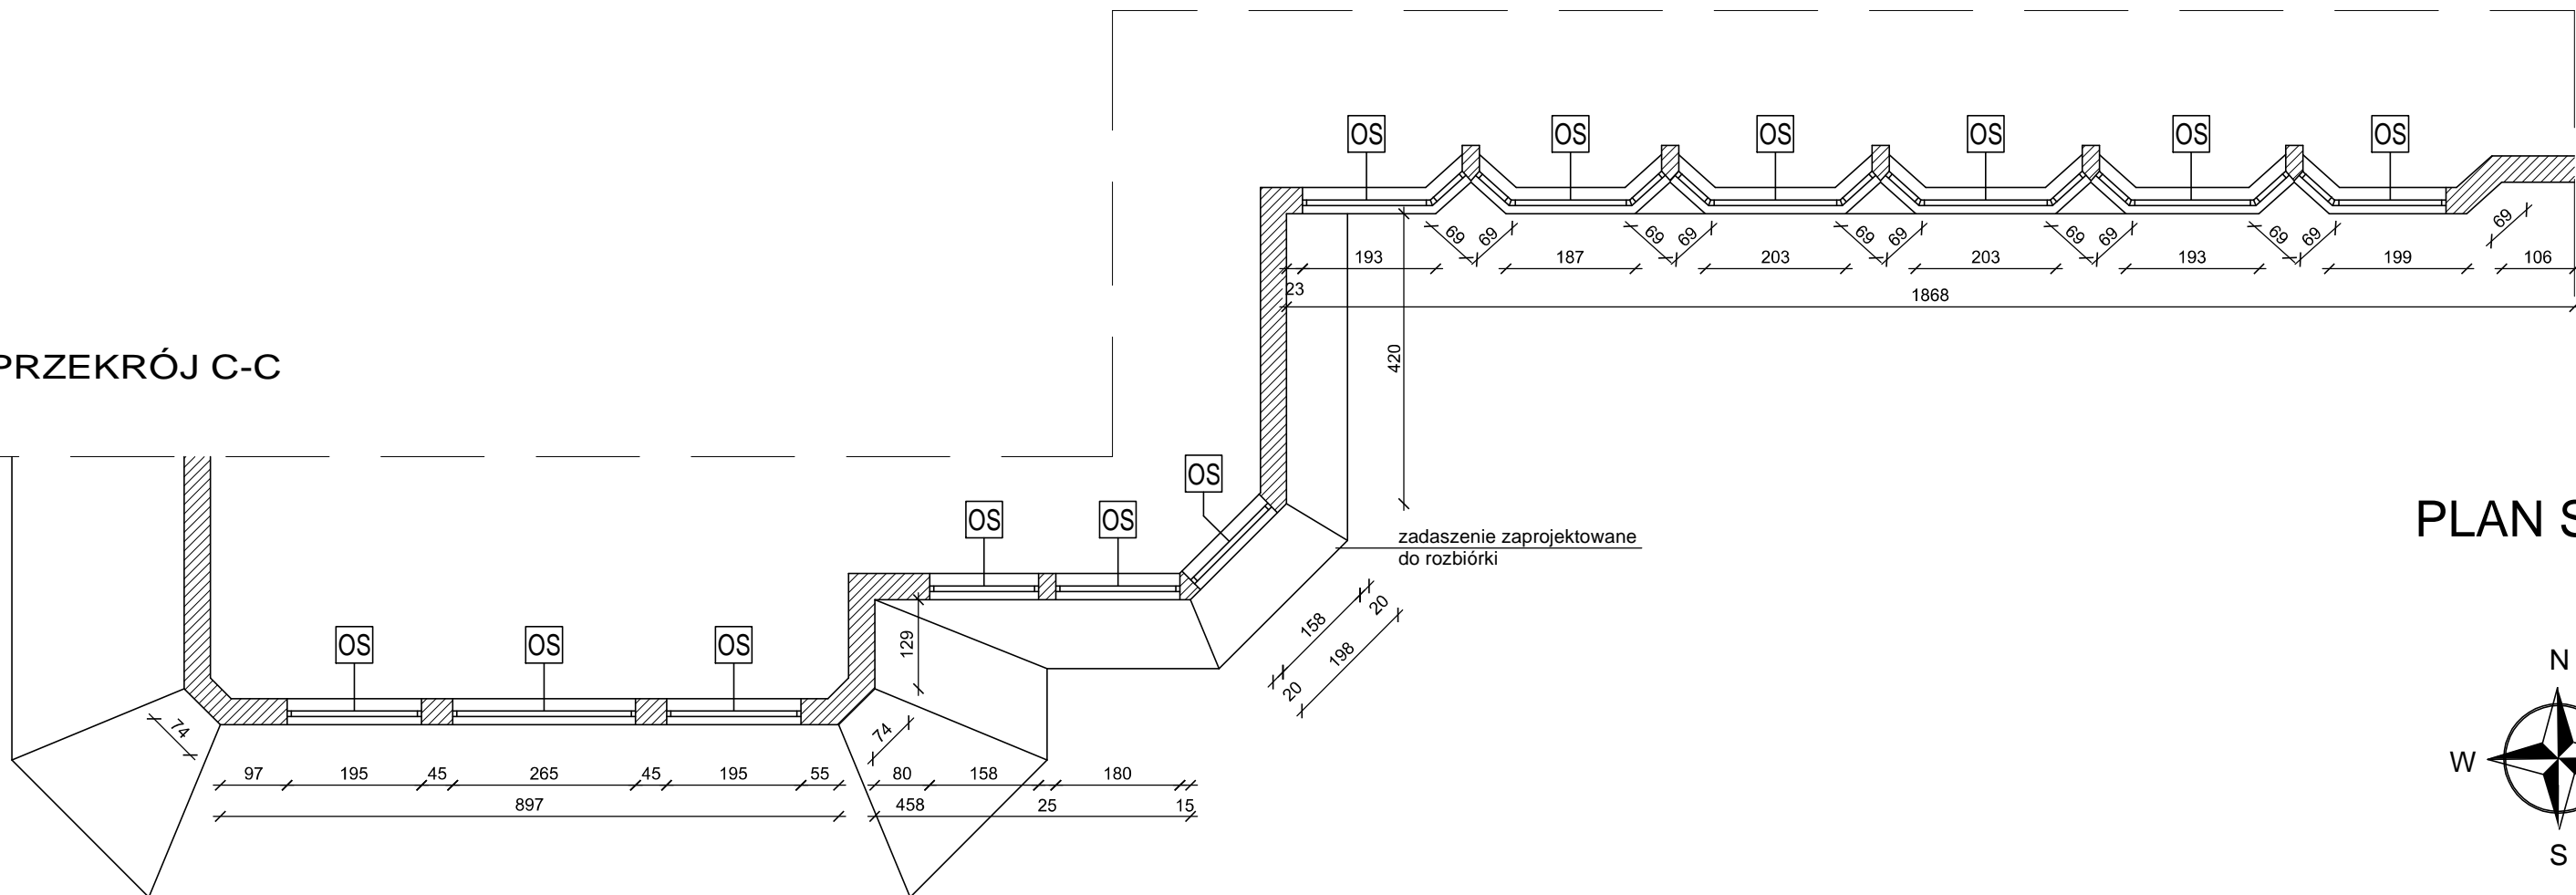 OS OS OS OS OS OS
69 69 69 69 69 69 69 69 69 69 69
193 187 203 203 193 199 106
23
1868
420
PRZEKRÓJ C-C
OS
OS OS
PLAN S
zadaszenie zaprojektowane
do rozbiórki
158 20
198
20
129
OS OS OS
74
74
N
W
S
97 195 45 265 45 195 55 80 158 180
897 458 25 15